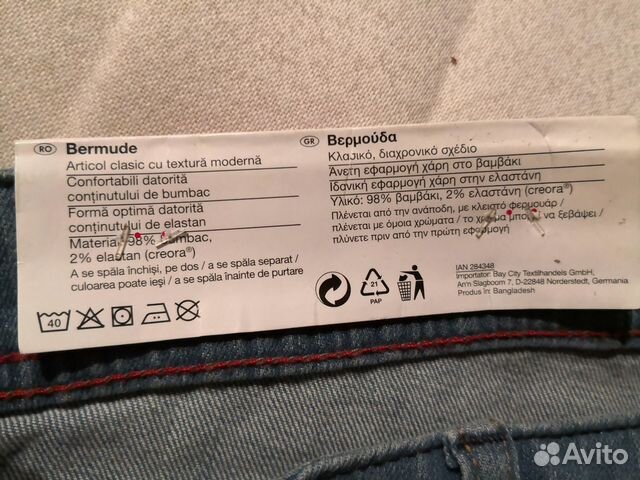 RO Bermude
Articol clasic cu textură modernă
Confortabili datorită
conținutului de bumbac
Formă optimă datorită
conținutului de elastan
Material: 98% bumbac,
2% elastan (creora®)
A se spăla închiși, pe dos / a se spăla separat /
culoarea poate ieși / a se spăla înainte de purtare
40
GR Βερμούδα
Κλασικό, διαχρονικό σχέδιο
Άνετη εφαρμογή χάρη στο βαμβάκι
Ιδανική εφαρμογή χάρη στην ελαστάνη
Υλικό: 98% βαμβάκι, 2% ελαστάνη (creora®)
Πλένεται από την ανάποδη, με κλειστό φερμουάρ /
πλένεται με όμοια χρώματα / το χρώμα μπορεί να ξεβάψει /
πλύνετε πριν από την πρώτη εφαρμογή
21
PAP
IAN 284348
Importator: Bay City Textilhandels GmbH,
Am Slagboom 7, D-22848 Norderstedt, Germania
Produs în: Bangladesh
Avito